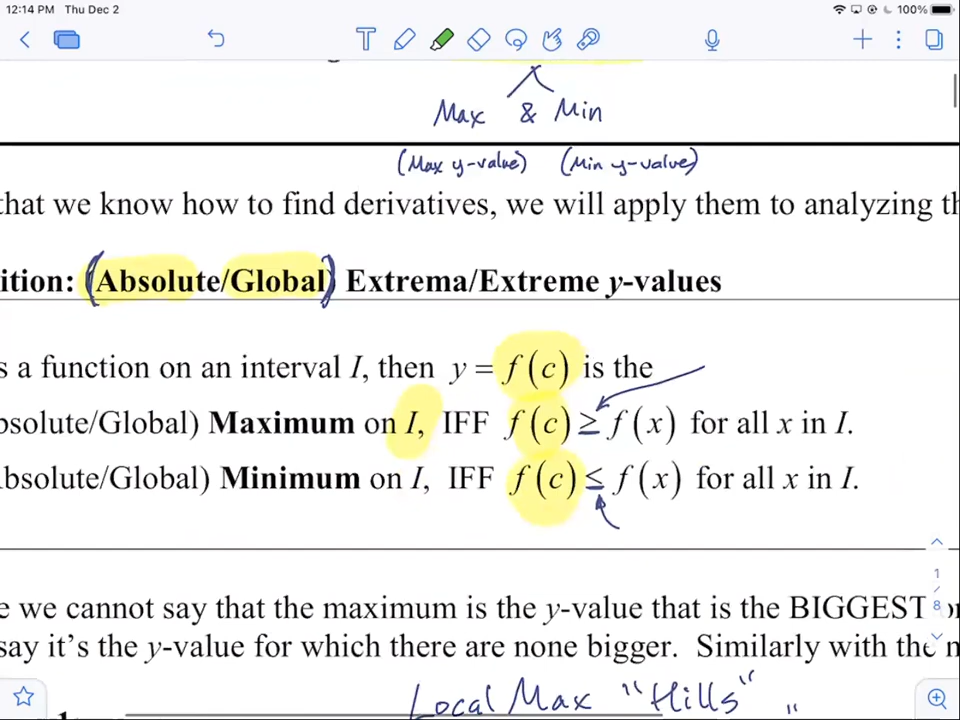 12:14 PM Thu Dec 2
100%
Max & Min
(Max y-value) (Min y-value)
that we know how to find derivatives, we will apply them to analyzing th
ition: (Absolute/Global) Extrema/Extreme y-values
s a function on an interval I, then y = f(c) is the
bsolute/Global) Maximum on I, IFF f(c) ≥ f(x) for all x in I.
Absolute/Global) Minimum on I, IFF f(c) ≤ f(x) for all x in I.
1
/
8
e we cannot say that the maximum is the y-value that is the BIGGEST or
say it's the y-value for which there are none bigger. Similarly with the m
Local Max "Hills"